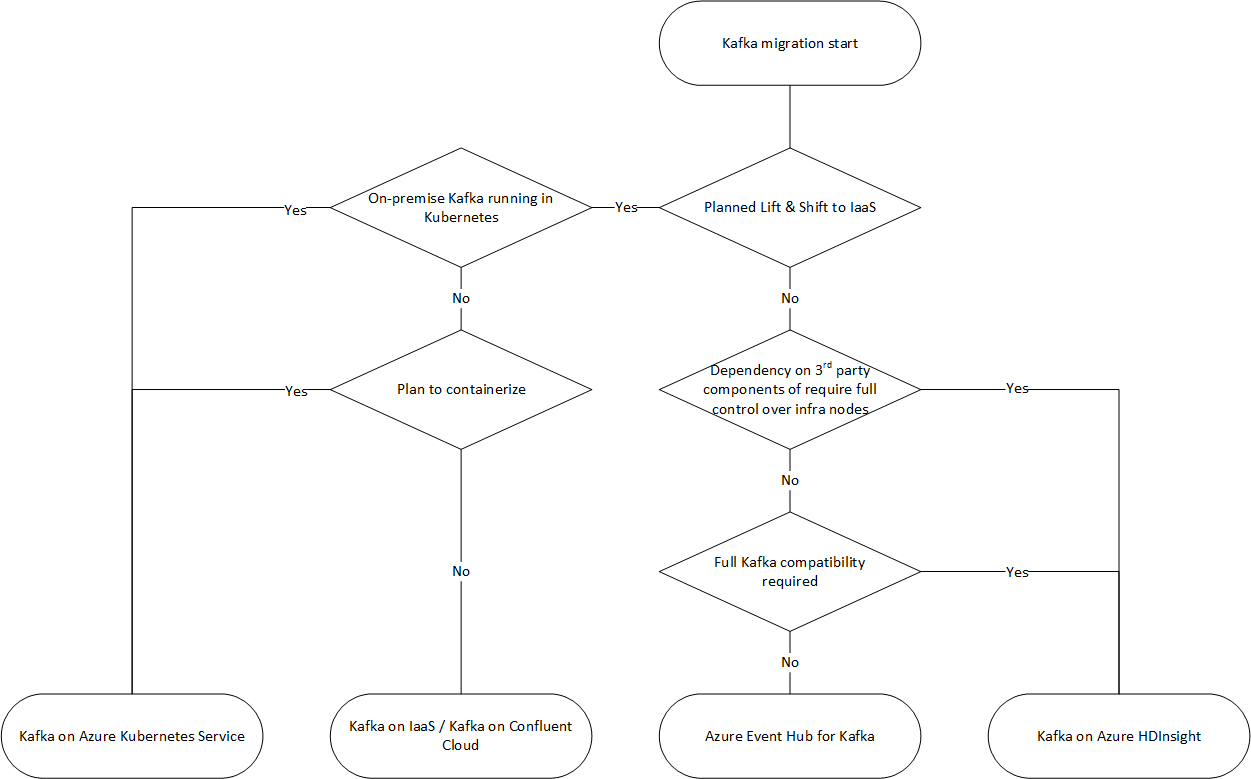 Kafka migration start
On-premise Kafka running in
Kubernetes
Planned Lift & Shift to IaaS
Yes
Yes
No
No
Plan to containerize
Dependency on 3rd party
components of require full
control over infra nodes
Yes
Yes
No
Full Kafka compatibility
required
No
Yes
No
Kafka on Azure Kubernetes Service
Kafka on IaaS / Kafka on Confluent
Cloud
Azure Event Hub for Kafka
Kafka on Azure HDInsight